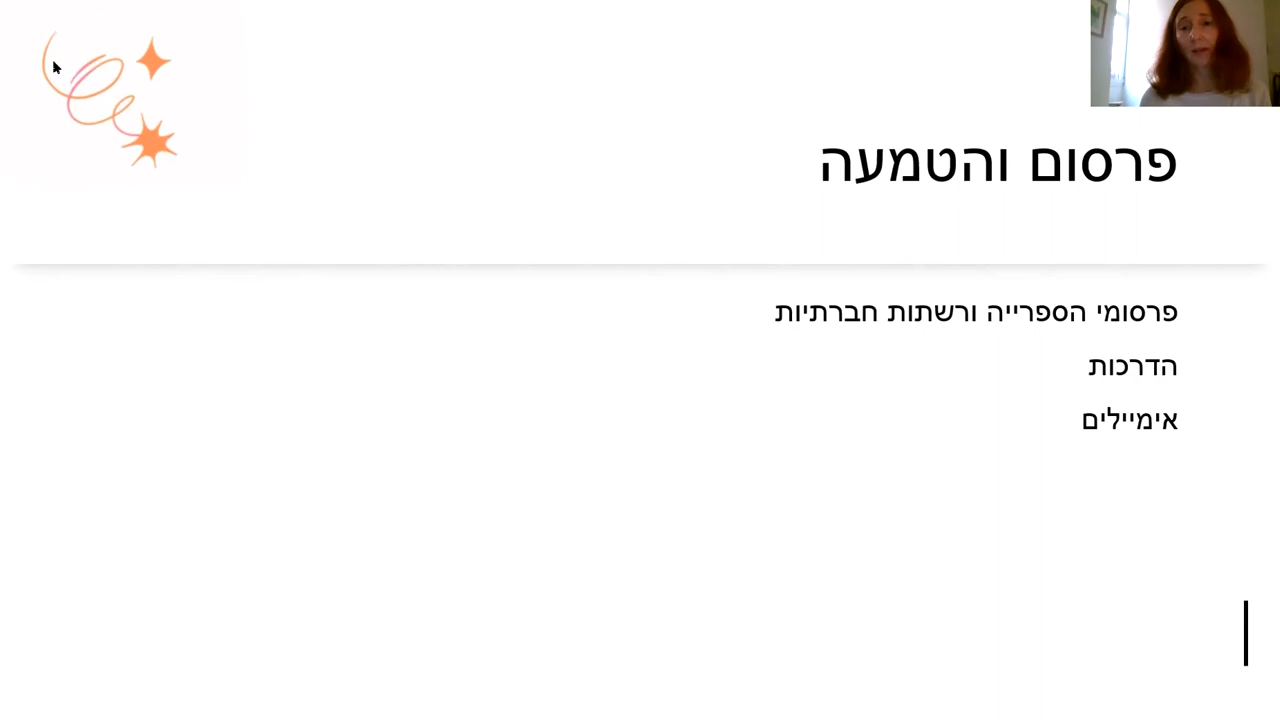 פרסום והטמעה
פרסומי הספרייה ורשתות חברתיות
הדרכות
אימיילים